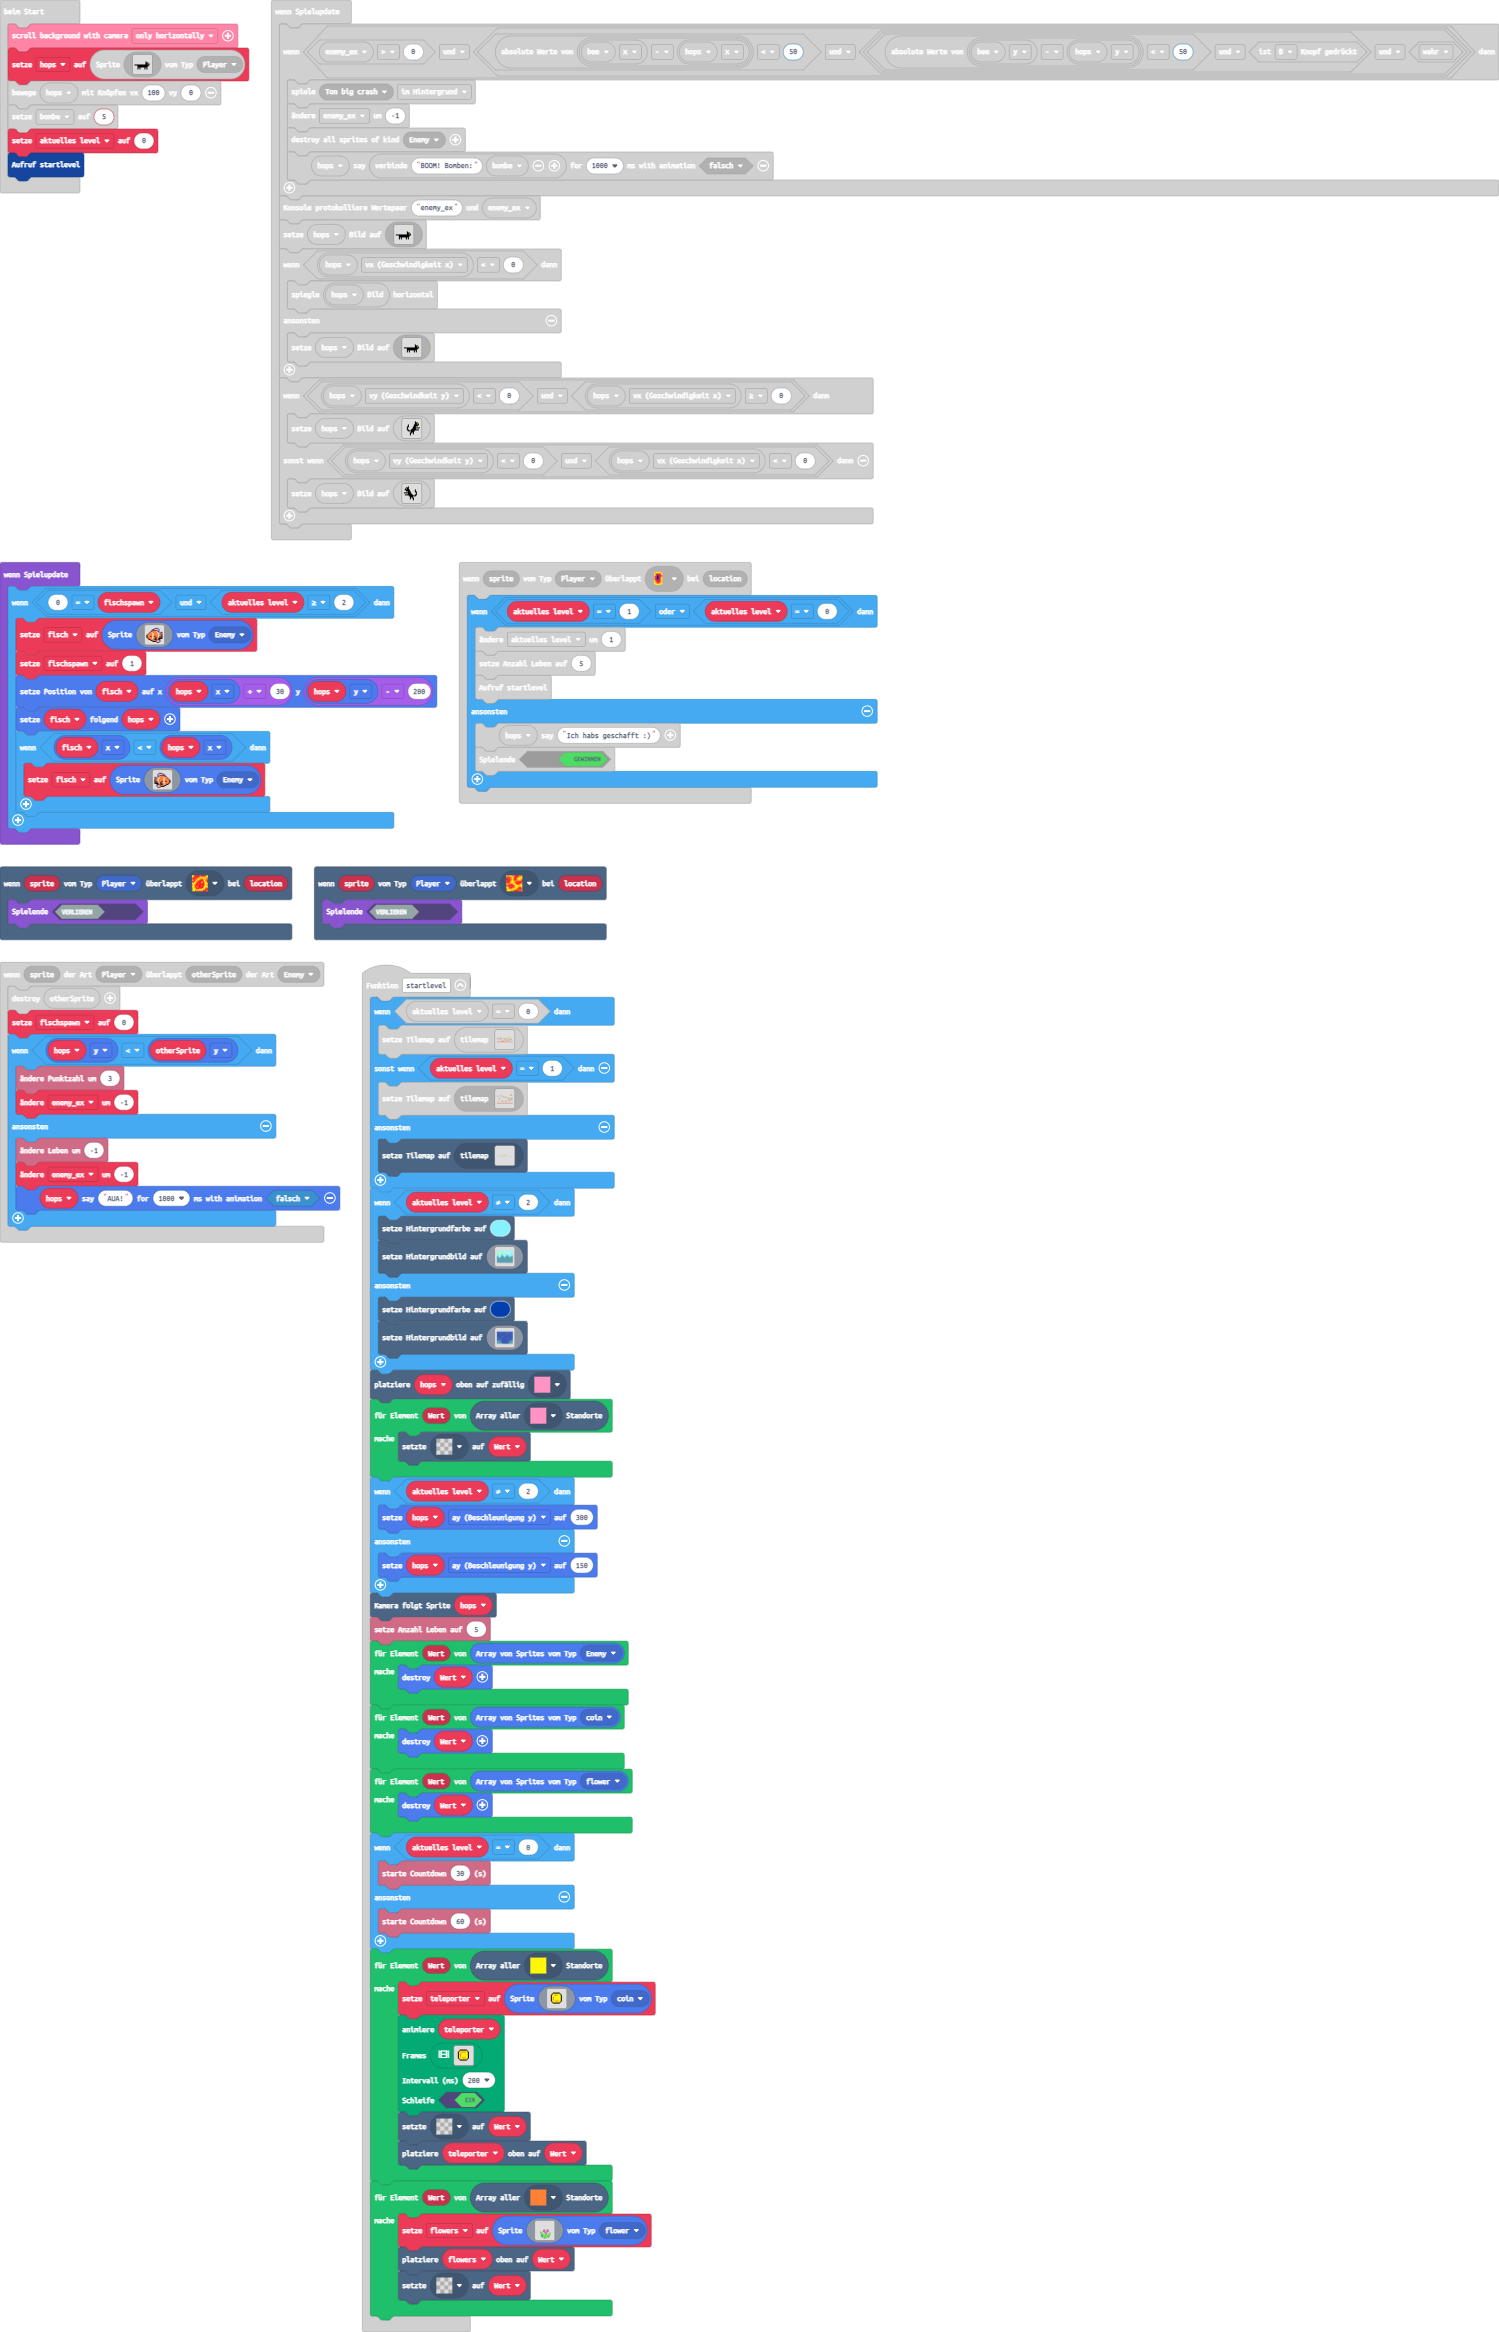 beim Start
scroll background with camera only horizontally
setze hops auf Sprite vom Typ Player
bewege hops mit Knöpfen vx 100 vy 0
setze bombe auf 5
setze aktuelles level auf 0
Aufruf startlevel
wenn Spielupdate
wenn enemy_ex > 0 und absolute Werte von bee x - hops x < 50 und absolute Werte von bee y - hops y < 50 und ist B Knopf gedrückt und wahr dann
spiele Ton big crash im Hintergrund
ändere enemy_ex um -1
destroy all sprites of kind Enemy
hops say verbinde "BOOM! Bomben:" bombe for 1000 ms with animation falsch
Konsole protokolliere Wertepaar "enemy_ex" und enemy_ex
setze hops Bild auf
wenn hops vx (Geschwindigkeit x) < 0 dann
spiegle hops Bild horizontal
ansonsten
setze hops Bild auf
wenn hops vy (Geschwindkeit y) < 0 und hops vx (Geschwindigkeit x) ≥ 0 dann
setze hops Bild auf
sonst wenn hops vy (Geschwindkeit y) < 0 und hops vx (Geschwindigkeit x) < 0 dann
setze hops Bild auf
wenn Spielupdate
wenn 0 = fischspawn und aktuelles level ≥ 2 dann
setze fisch auf Sprite vom Typ Enemy
setze fischspawn auf 1
setze Position von fisch auf x hops x + 30 y hops y - 200
setze fisch folgend hops
wenn fisch x < hops x dann
setze fisch auf Sprite vom Typ Enemy
wenn sprite vom Typ Player überlappt bei location
wenn aktuelles level = 1 oder aktuelles level = 0 dann
ändere aktuelles level um 1
setze Anzahl Leben auf 5
Aufruf startlevel
ansonsten
hops say "Ich habs geschafft :)"
Spielende GEWINNEN
wenn sprite vom Typ Player überlappt bei location
Spielende VERLIEREN
wenn sprite vom Typ Player überlappt bei location
Spielende VERLIEREN
wenn sprite der Art Player überlappt otherSprite der Art Enemy
destroy otherSprite
setze fischspawn auf 0
wenn hops y < otherSprite y dann
ändere Punktzahl um 3
ändere enemy_ex um -1
ansonsten
ändere Leben um -1
ändere enemy_ex um -1
hops say "AUA!" for 1000 ms with animation falsch
Funktion startlevel
wenn aktuelles level = 0 dann
setze Tilemap auf tilemap
sonst wenn aktuelles level = 1 dann
setze Tilemap auf tilemap
ansonsten
setze Tilemap auf tilemap
wenn aktuelles level ≠ 2 dann
setze Hintergrundfarbe auf
setze Hintergrundbild auf
ansonsten
setze Hintergrundfarbe auf
setze Hintergrundbild auf
platziere hops oben auf zufällig
für Element Wert von Array aller Standorte
mache setzte auf Wert
wenn aktuelles level ≠ 2 dann
setze hops ay (Beschleunigung y) auf 300
ansonsten
setze hops ay (Beschleunigung y) auf 150
Kamera folgt Sprite hops
setze Anzahl Leben auf 5
für Element Wert von Array von Sprites vom Typ Enemy
mache destroy Wert
für Element Wert von Array von Sprites vom Typ coin
mache destroy Wert
für Element Wert von Array von Sprites vom Typ flower
mache destroy Wert
wenn aktuelles level = 0 dann
starte Countdown 30 (s)
ansonsten
starte Countdown 60 (s)
für Element Wert von Array aller Standorte
mache setze teleporter auf Sprite vom Typ coin
animiere teleporter
Frames
Intervall (ms) 200
Schleife EIN
setzte auf Wert
platziere teleporter oben auf Wert
für Element Wert von Array aller Standorte
mache setze flowers auf Sprite vom Typ flower
platziere flowers oben auf Wert
setzte auf Wert